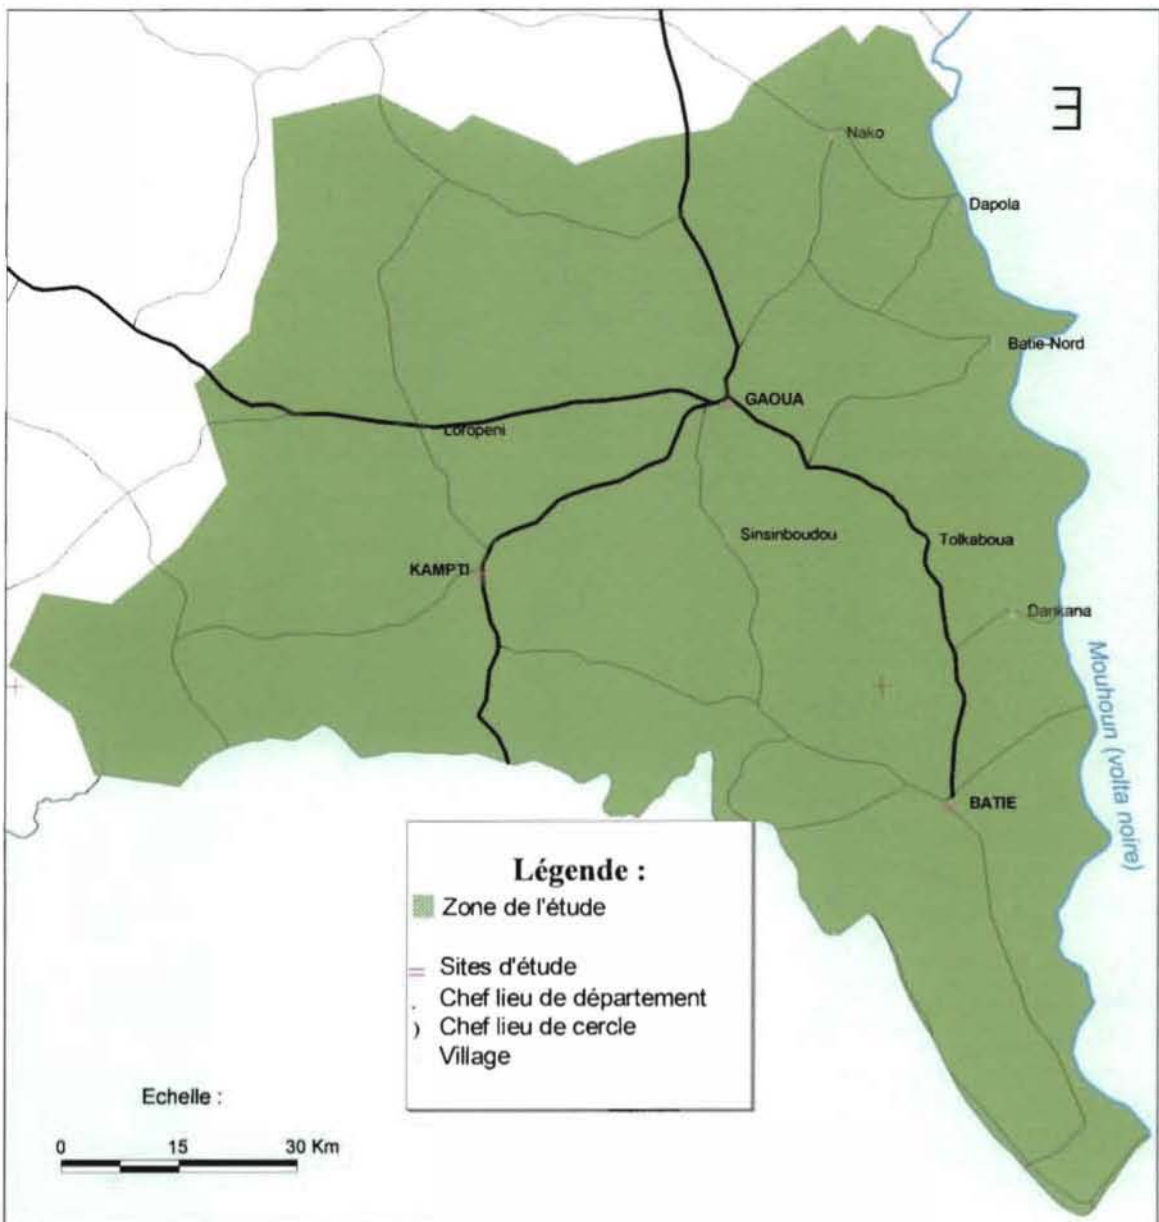 Nako
Dapola
Batie-Nord
GAOUA
Loropeni
Sinsinboudou
Tolkaboua
KAMPTI
Dankana
Mouhoun (volta noire)
BATIE
Légende :
Zone de l'étude
Sites d'étude
Chef lieu de département
Chef lieu de cercle
Village
Echelle :
0 15 30 Km